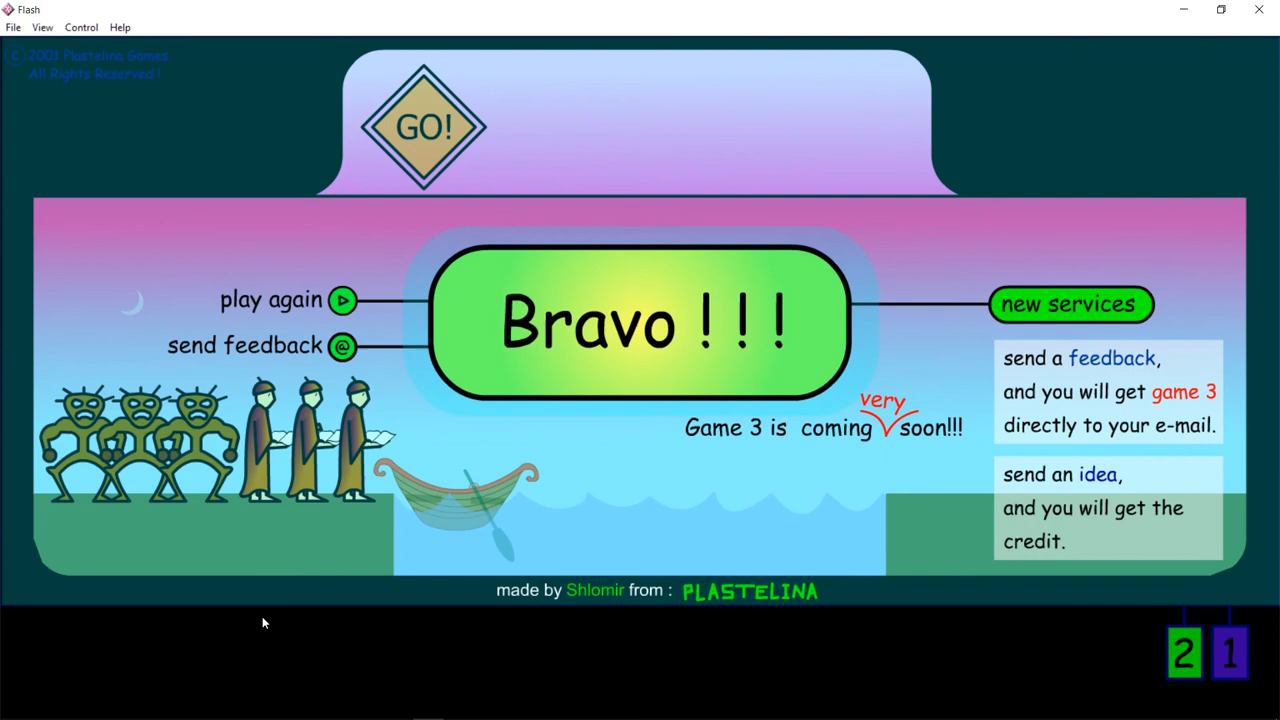 Flash
File View Control Help
© 2001 Plastelina Games
All Rights Reserved !
GO!
play again
send feedback @
Bravo ! ! !
new services
send a feedback,
and you will get game 3
directly to your e-mail.
very
Game 3 is coming soon!!!
send an idea,
and you will get the
credit.
made by Shlomir from : PLASTELINA
2 1